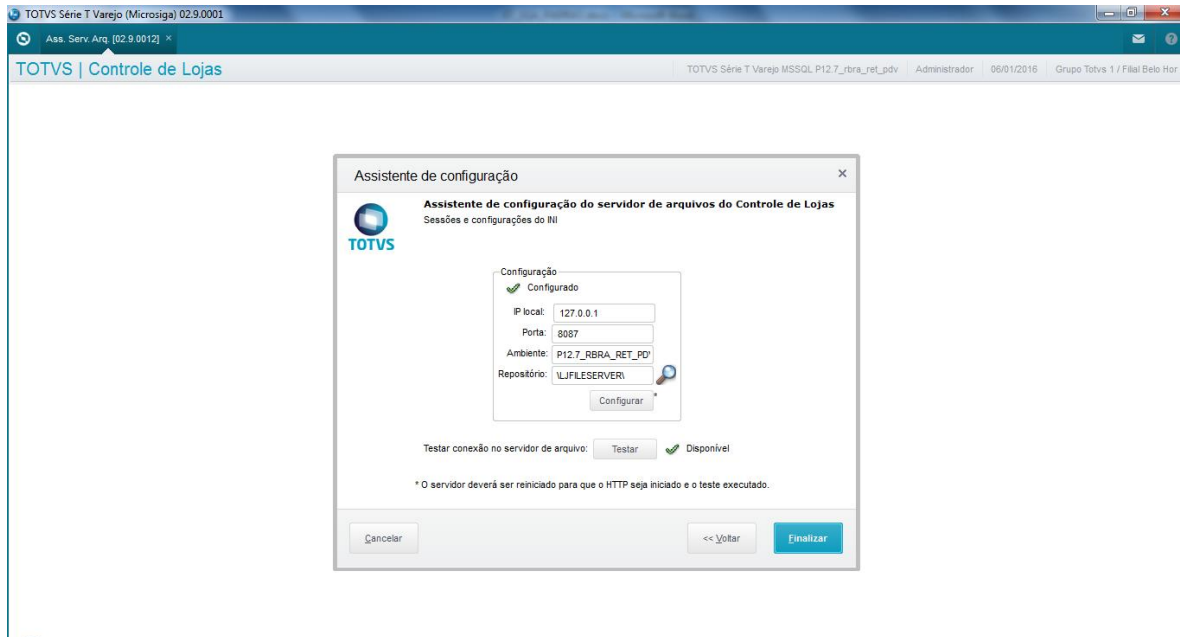 TOTVS Série T Varejo (Microsiga) 02.9.0001
Ass. Serv. Arq. [02.9.0012] ×
TOTVS | Controle de Lojas
TOTVS Série T Varejo MSSQL P12.7_rbra_ret_pdv
Administrador
06/01/2016
Grupo Totvs 1 / Filial Belo Hor
Assistente de configuração
TOTVS
Assistente de configuração do servidor de arquivos do Controle de Lojas
Sessões e configurações do INI
Configuração
Configurado
IP local: 127.0.0.1
Porta: 8087
Ambiente: P12.7_RBRA_RET_PD
Repositório: \LJFILESERVER\
Configurar *
Testar conexão no servidor de arquivo: Testar Disponível
* O servidor deverá ser reiniciado para que o HTTP seja iniciado e o teste executado.
Cancelar
<< Voltar
Finalizar